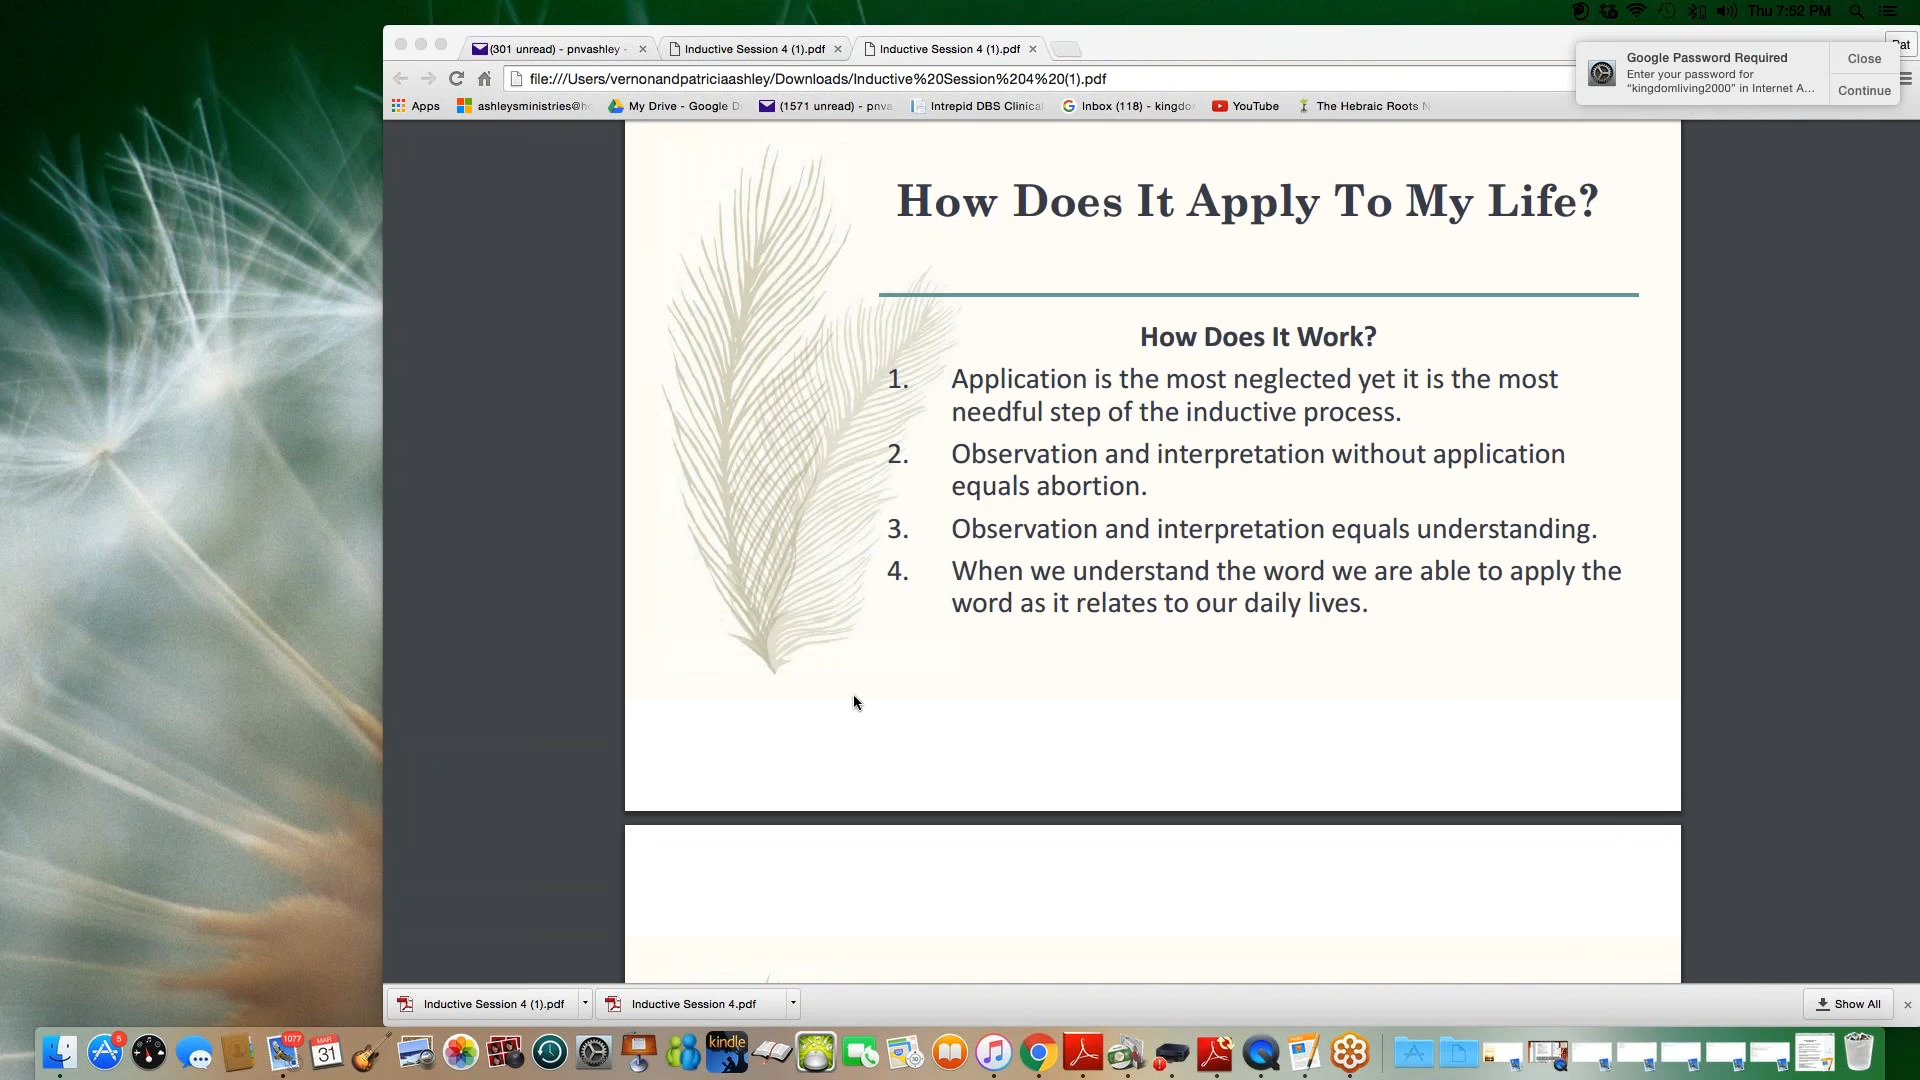 Thu 7:52 PM
(301 unread) - pnvashley -
Inductive Session 4 (1).pdf
Inductive Session 4 (1).pdf
file:///Users/vernonandpatriciaashley/Downloads/Inductive%20Session%204%20(1).pdf
Google Password Required
Enter your password for
"kingdomliving2000" in Internet A...
Close
Continue
Apps
ashleysministries@h
My Drive - Google D
(1571 unread) - pnva
Intrepid DBS Clinical
Inbox (118) - kingdo
YouTube
The Hebraic Roots N
How Does It Apply To My Life?
How Does It Work?
1. Application is the most neglected yet it is the most
needful step of the inductive process.
2. Observation and interpretation without application
equals abortion.
3. Observation and interpretation equals understanding.
4. When we understand the word we are able to apply the
word as it relates to our daily lives.
Inductive Session 4 (1).pdf
Inductive Session 4.pdf
Show All
5
1077
MAR
31
kindle